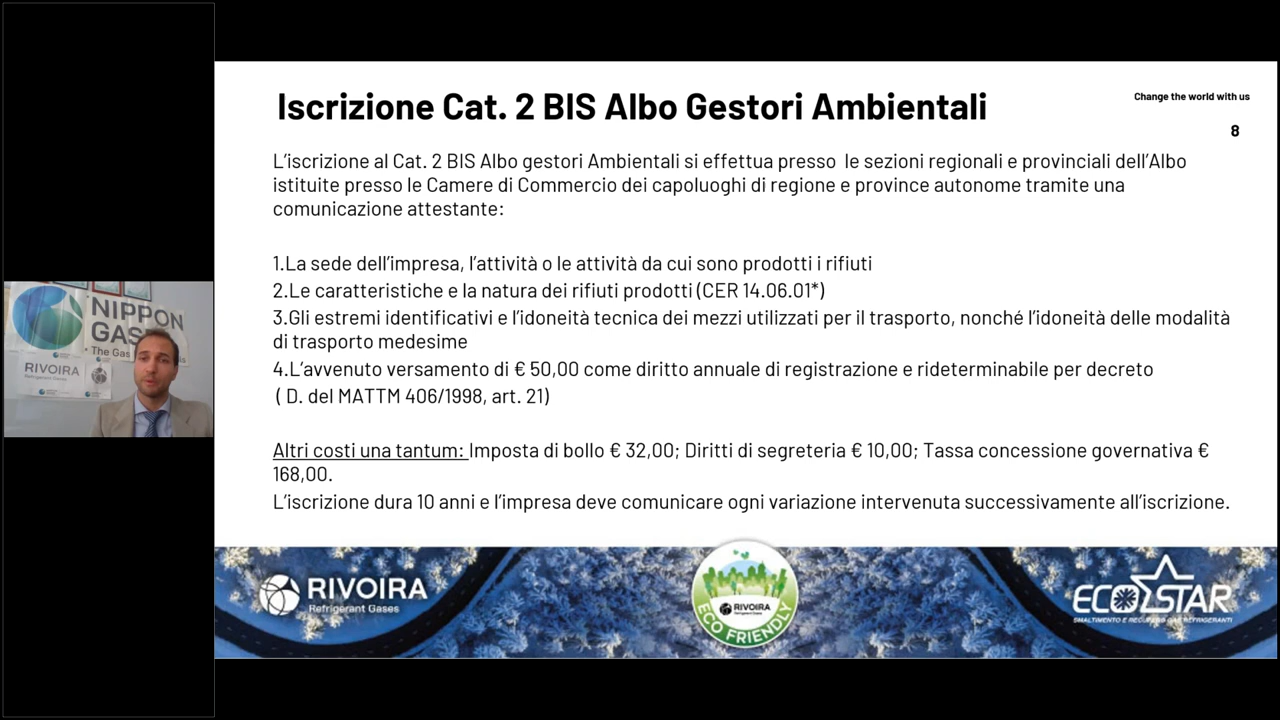 Iscrizione Cat. 2 BIS Albo Gestori Ambientali
Change the world with us
8
L'iscrizione al Cat. 2 BIS Albo gestori Ambientali si effettua presso le sezioni regionali e provinciali dell'Albo
istituite presso le Camere di Commercio dei capoluoghi di regione e province autonome tramite una
comunicazione attestante:
1.La sede dell'impresa, l'attività o le attività da cui sono prodotti i rifiuti
2.Le caratteristiche e la natura dei rifiuti prodotti (CER 14.06.01*)
3.Gli estremi identificativi e l'idoneità tecnica dei mezzi utilizzati per il trasporto, nonché l'idoneità delle modalità
di trasporto medesime
4.L'avvenuto versamento di € 50,00 come diritto annuale di registrazione e rideterminabile per decreto
( D. del MATTM 406/1998, art. 21)
Altri costi una tantum: Imposta di bollo € 32,00; Diritti di segreteria € 10,00; Tassa concessione governativa €
168,00.
L'iscrizione dura 10 anni e l'impresa deve comunicare ogni variazione intervenuta successivamente all'iscrizione.
NIPPON
GASES
The Gas
RIVOIRA
Refrigerant Gases
RIVOIRA
Refrigerant Gases
RIVOIRA
ECO FRIENDLY
ECOSTAR
SMALTIMENTO E RECUPERO GAS REFRIGERANTI